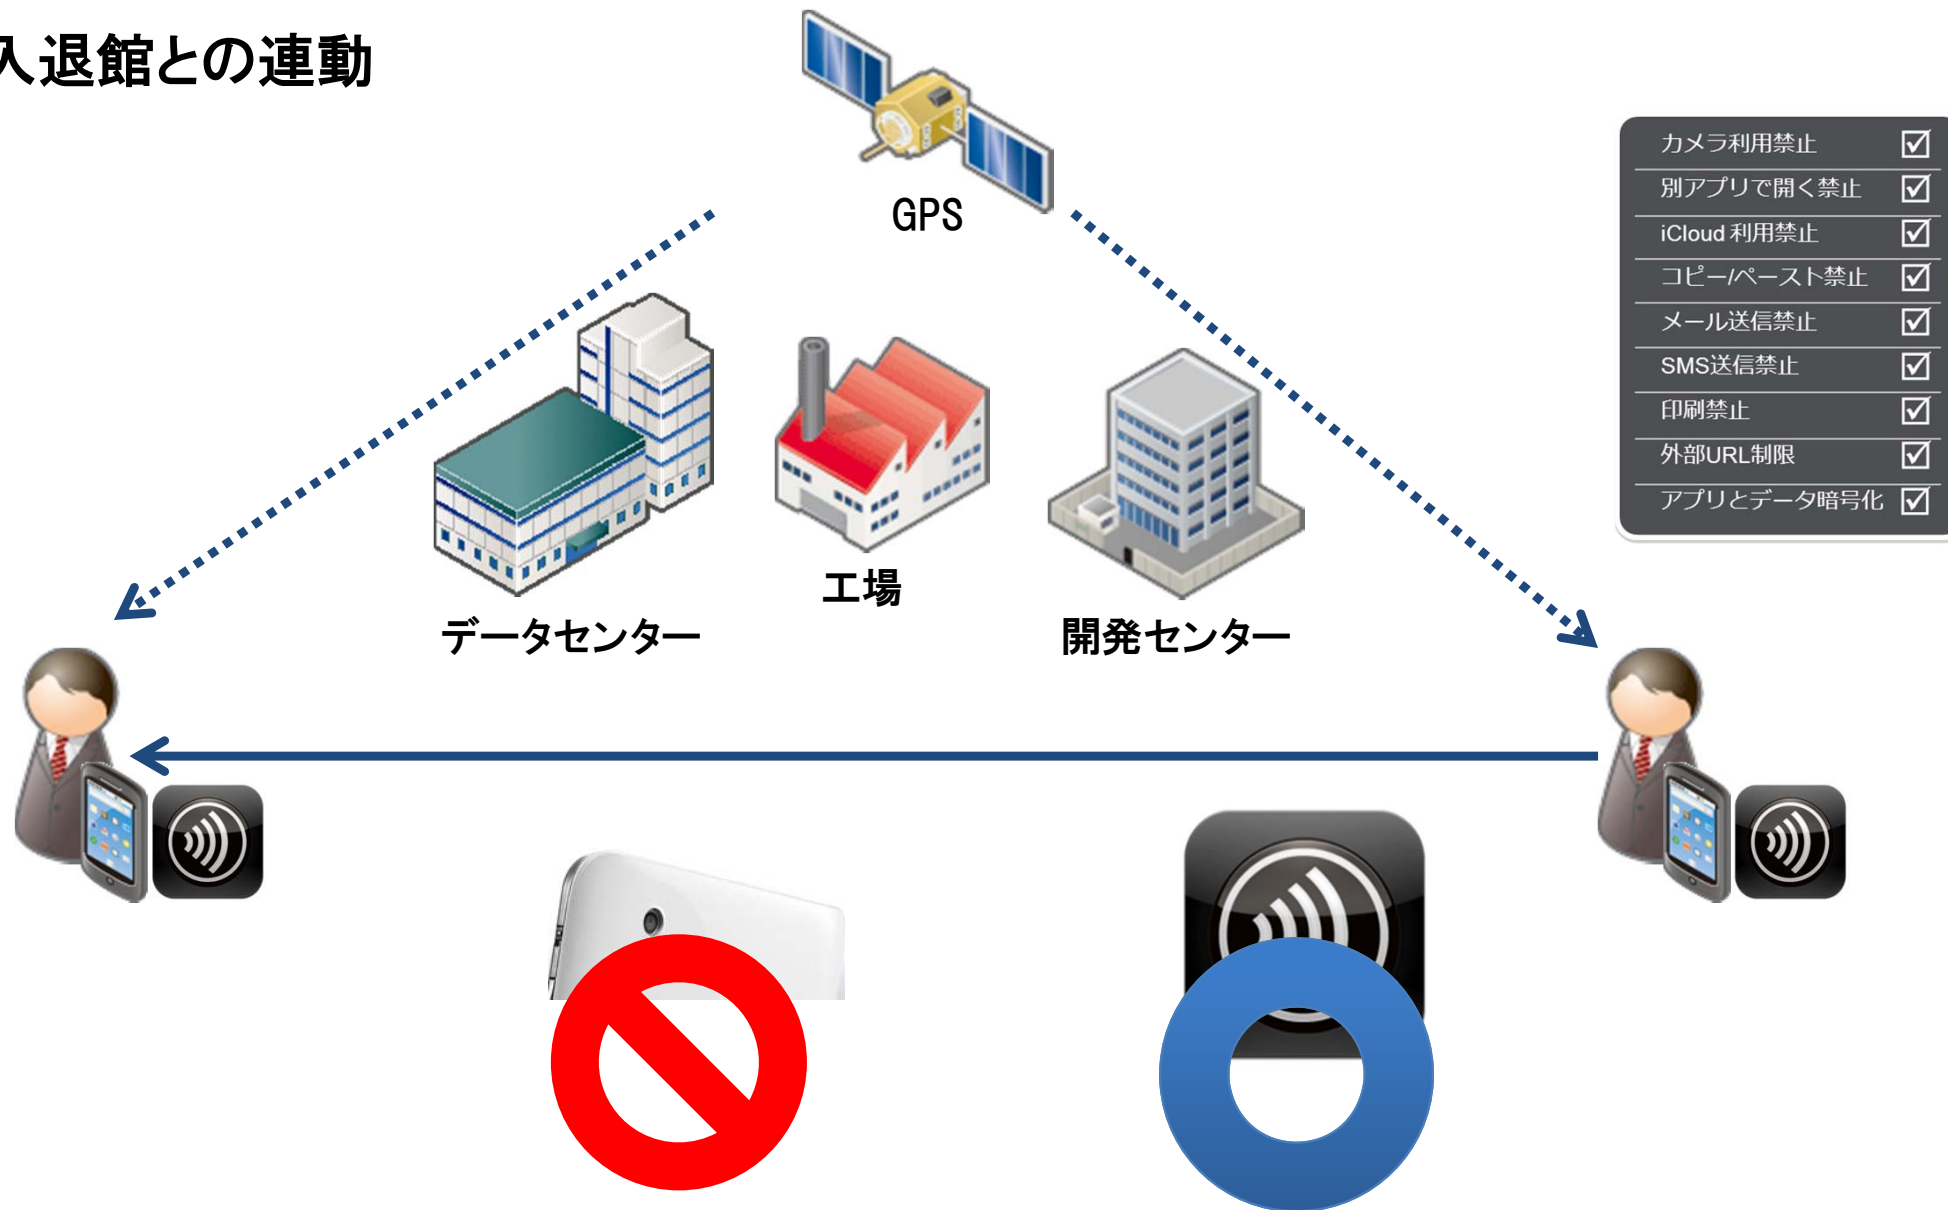 入退館との連動
GPS
カメラ利用禁止
別アプリで開く禁止
iCloud 利用禁止
コピー/ペースト禁止
メール送信禁止
SMS送信禁止
印刷禁止
外部URL制限
アプリとデータ暗号化
データセンター
工場
開発センター